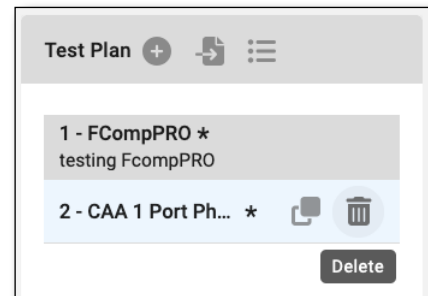 Test Plan
1 - FCompPRO *
testing FcompPRO
2 - CAA 1 Port Ph... *
Delete